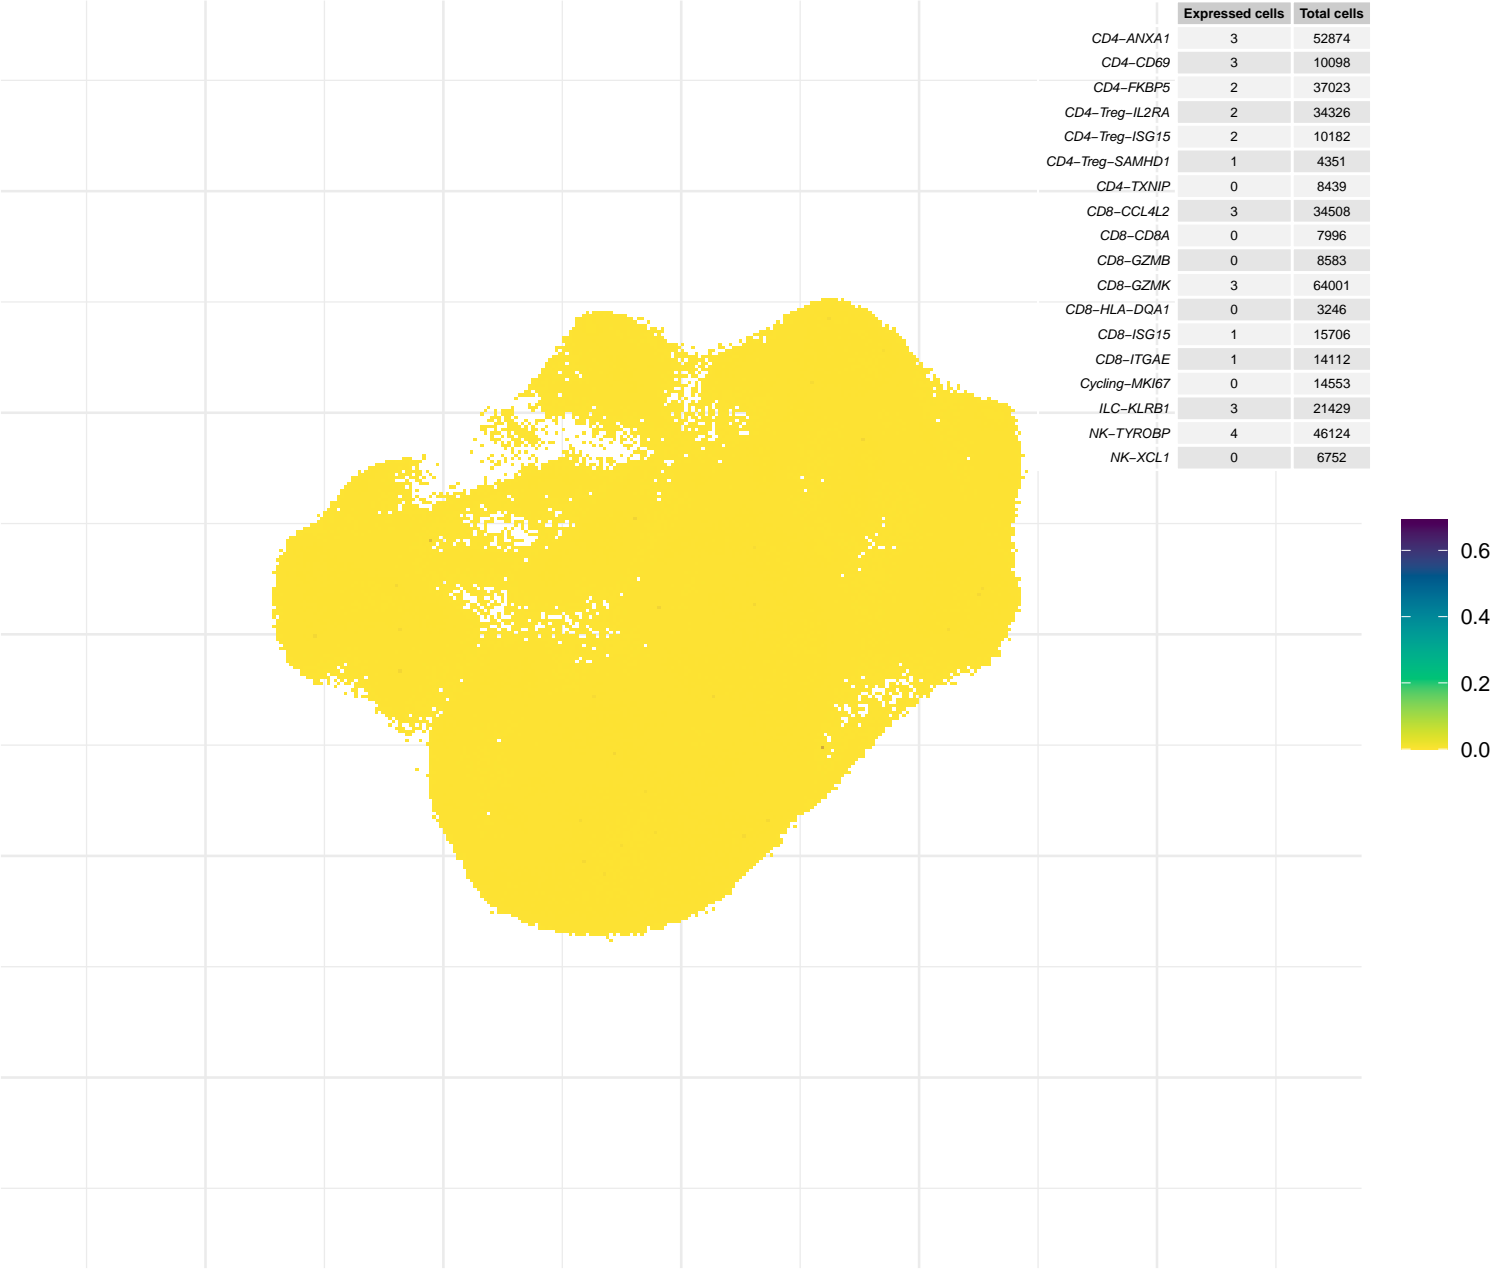 Expressed cells Total cells
CD4−ANXA1 3 52874
CD4−CD69 3 10098
CD4−FKBP5 2 37023
CD4−Treg−IL2RA 2 34326
CD4−Treg−ISG15 2 10182
CD4−Treg−SAMHD1 1 4351
CD4−TXNIP 0 8439
CD8−CCL4L2 3 34508
CD8−CD8A 0 7996
CD8−GZMB 0 8583
CD8−GZMK 3 64001
CD8−HLA−DQA1 0 3246
CD8−ISG15 1 15706
CD8−ITGAE 1 14112
Cycling−MKI67 0 14553
ILC−KLRB1 3 21429
NK−TYROBP 4 46124
NK−XCL1 0 6752
0.6
0.4
0.2
0.0